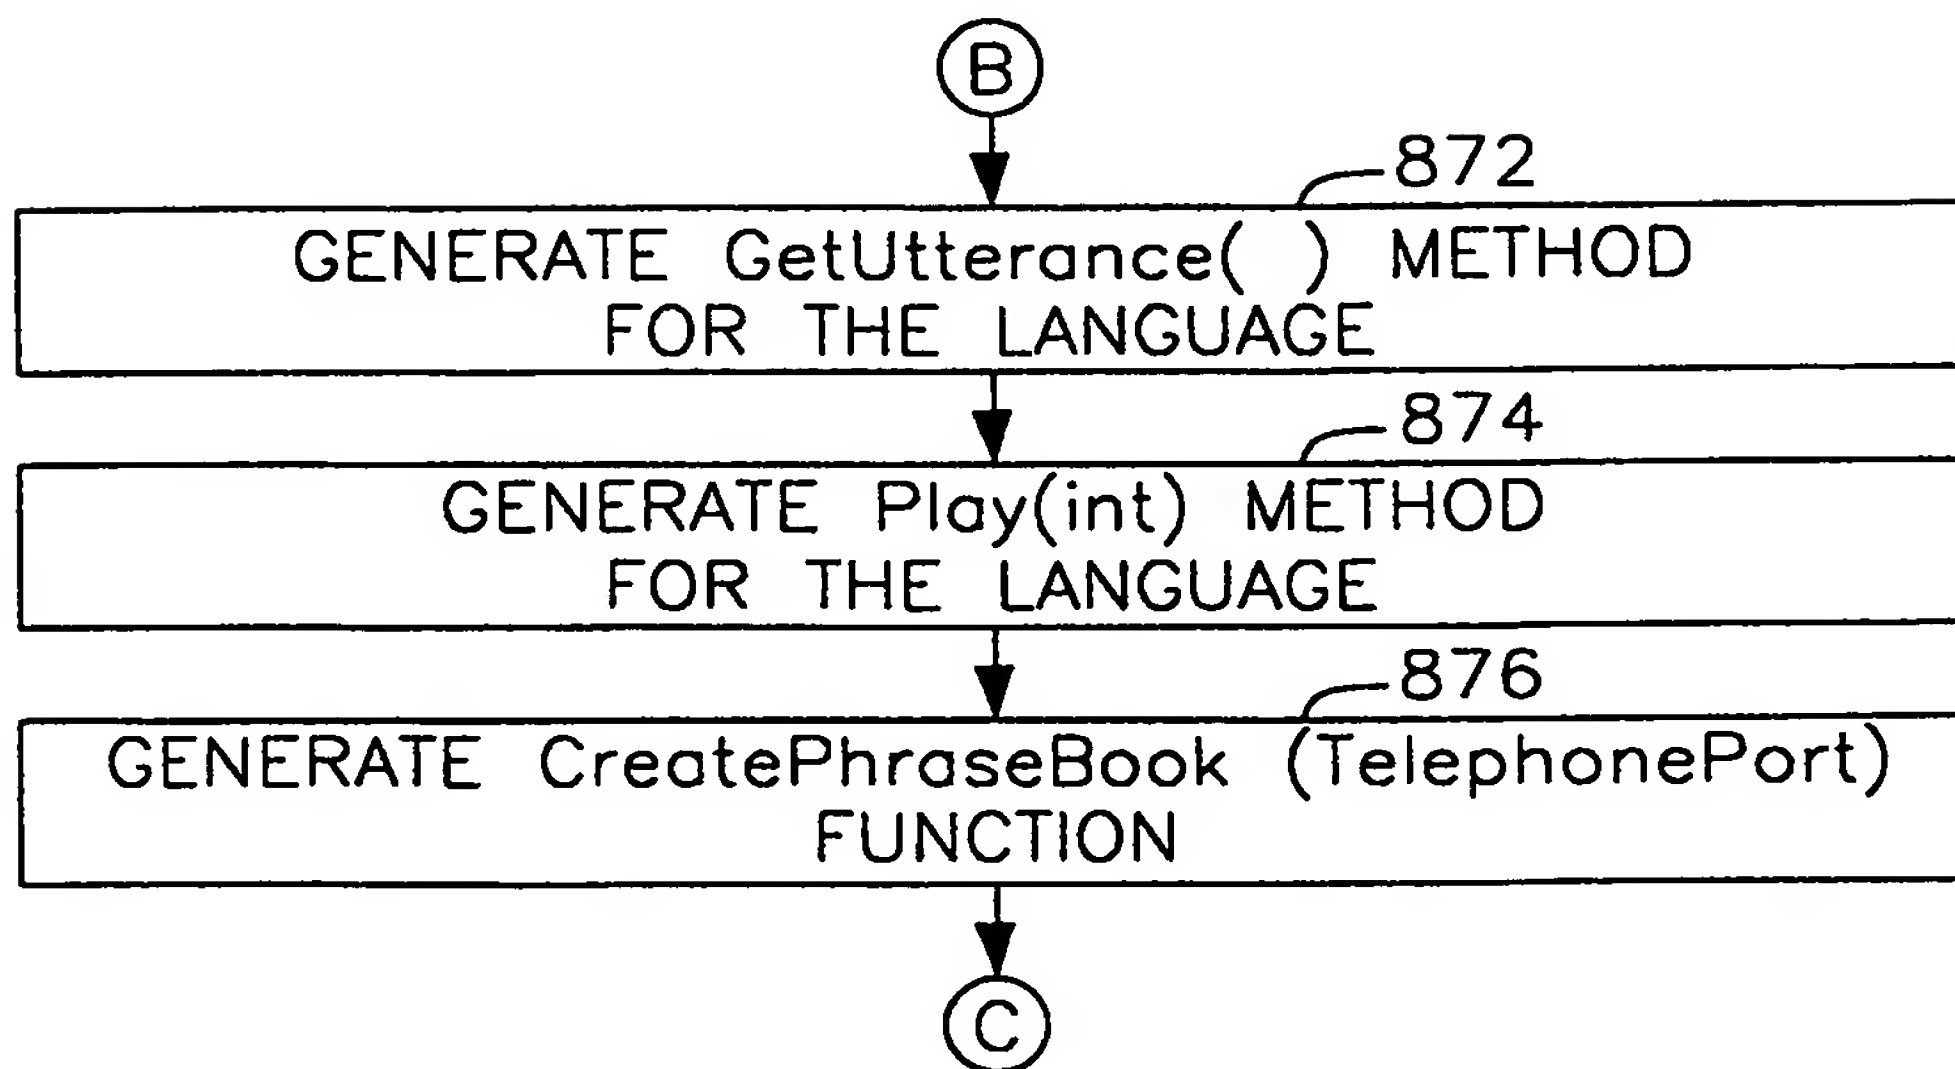 B
872
GENERATE GetUtterance( ) METHOD
FOR THE LANGUAGE
874
GENERATE Play(int) METHOD
FOR THE LANGUAGE
876
GENERATE CreatePhraseBook (TelephonePort)
FUNCTION
C